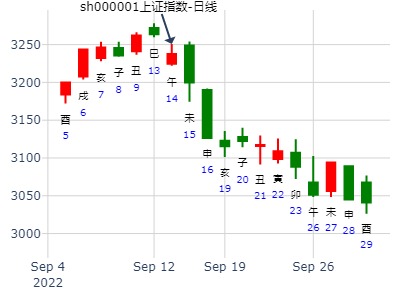 sh000001上证指数-日线
3250
3200
3150
3100
3050
3000
酉
5
戌
6
亥
7
子
8
丑
9
巳
13
午
14
未
15
申
16
亥
19
子
20
丑
21
寅
22
卯
23
午
26
未
27
申
28
酉
29
Sep 4
2022
Sep 12
Sep 19
Sep 26